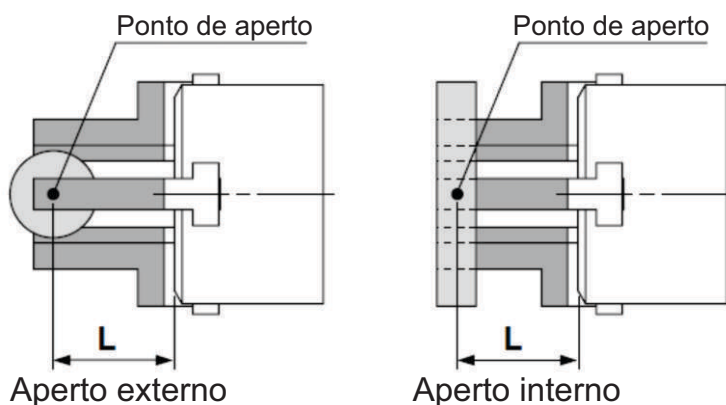 Ponto de aperto
Ponto de aperto
L
L
Aperto externo
Aperto interno